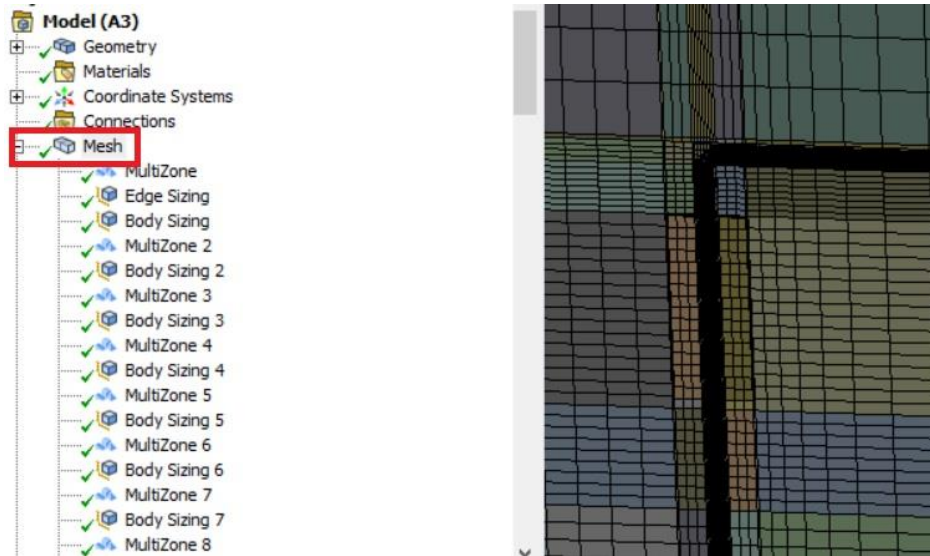 Model (A3)
Geometry
Materials
Coordinate Systems
Connections
Mesh
MultiZone
Edge Sizing
Body Sizing
MultiZone 2
Body Sizing 2
MultiZone 3
Body Sizing 3
MultiZone 4
Body Sizing 4
MultiZone 5
Body Sizing 5
MultiZone 6
Body Sizing 6
MultiZone 7
Body Sizing 7
MultiZone 8